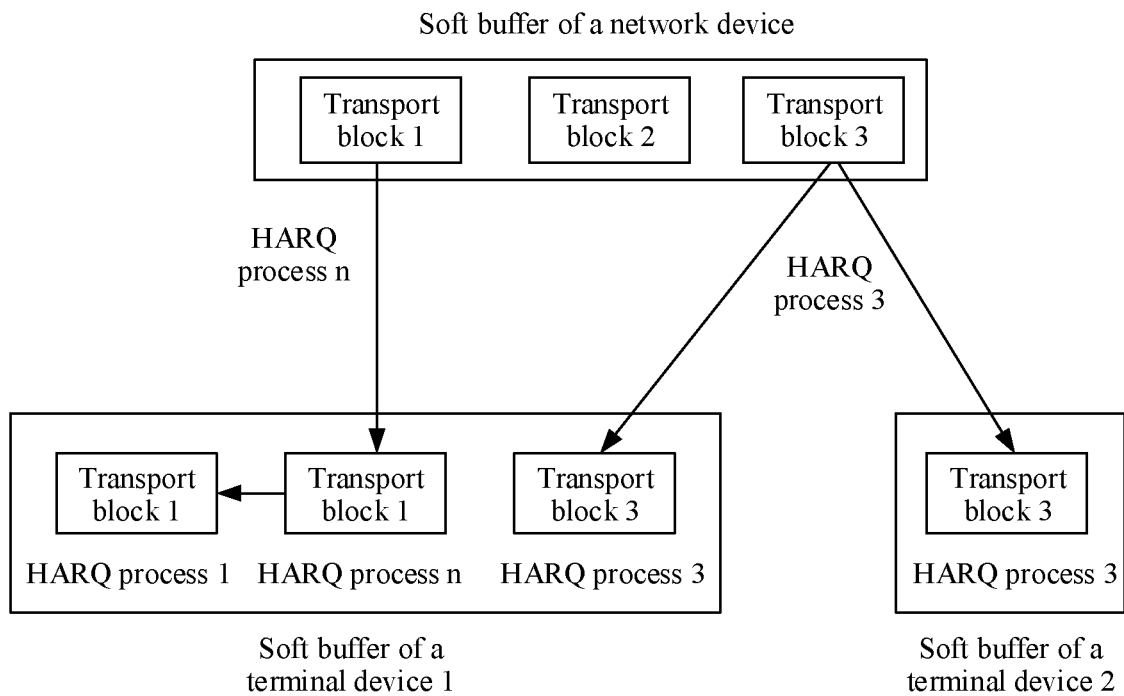 Soft buffer of a network device
Transport
block 1
Transport
block 2
Transport
block 3
HARQ
process n
HARQ
process 3
Transport
block 1
Transport
block 1
Transport
block 3
Transport
block 3
HARQ process 1
HARQ process n
HARQ process 3
HARQ process 3
Soft buffer of a
terminal device 1
Soft buffer of a
terminal device 2